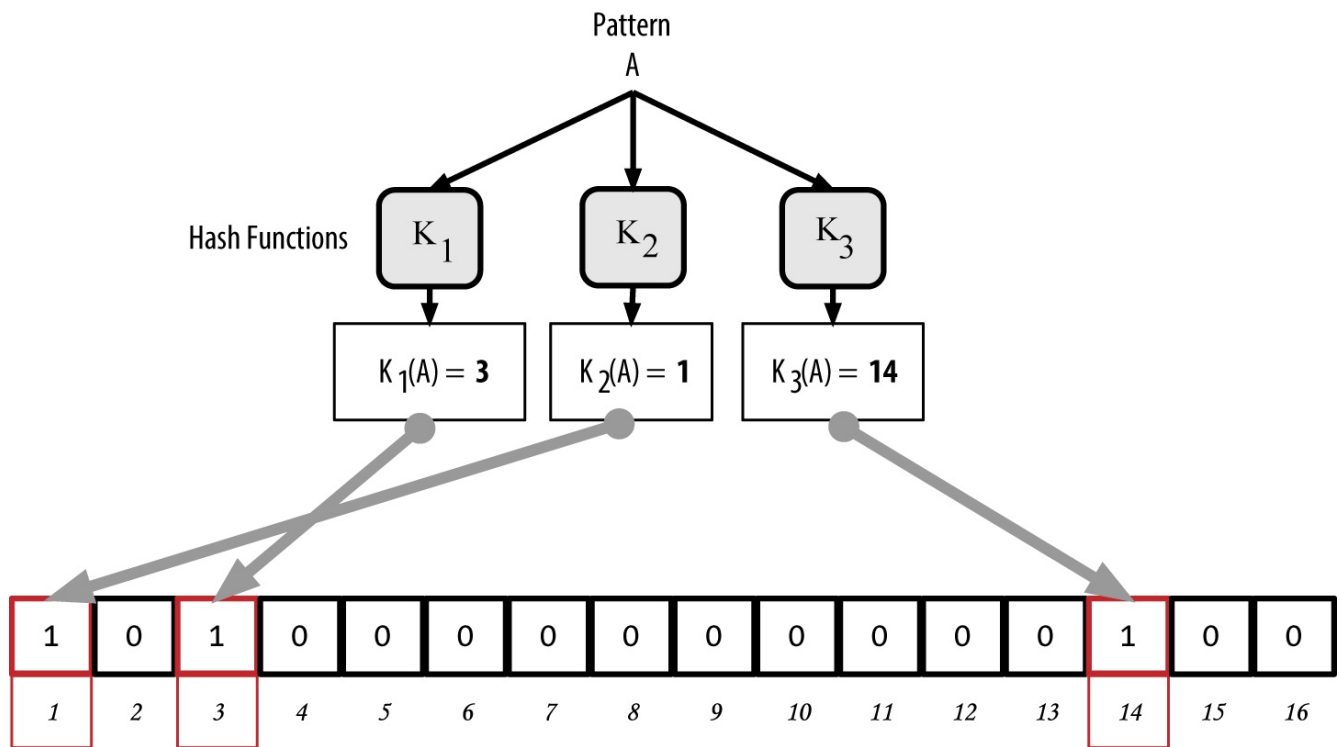 Pattern
A
Hash Functions K1 K2 K3
K1(A) = 3 K2(A) = 1 K3(A) = 14
1 0 1 0 0 0 0 0 0 0 0 0 0 1 0 0
1 2 3 4 5 6 7 8 9 10 11 12 13 14 15 16